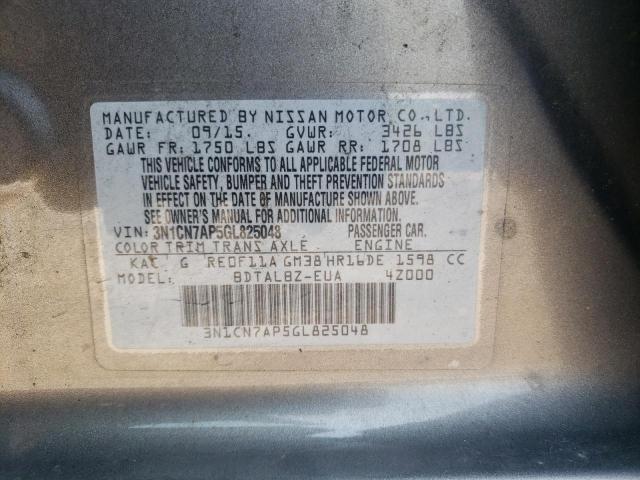 MANUFACTURED BY NISSAN MOTOR CO., LTD.
DATE: 09/15. GVWR: 3426 LBS
GAWR FR: 1750 LBS GAWR RR: 1708 LBS
THIS VEHICLE CONFORMS TO ALL APPLICABLE FEDERAL MOTOR
VEHICLE SAFETY, BUMPER AND THEFT PREVENTION STANDARDS
IN EFFECT ON THE DATE OF MANUFACTURE SHOWN ABOVE.
SEE OWNER'S MANUAL FOR ADDITIONAL INFORMATION.
VIN: 3N1CN7AP5GL825048 PASSENGER CAR.
COLOR TRIM TRANS AXLE ENGINE
G RE0F11A GM38 HR16DE 1598 CC
MODEL: BDTALBZ-EUA 4Z000
3N1CN7AP5GL825048